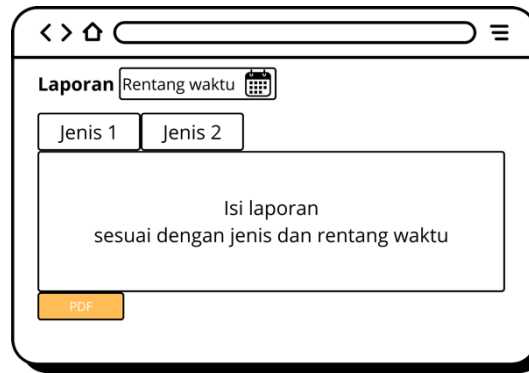 Laporan Rentang waktu
Jenis 1 Jenis 2
Isi laporan
sesuai dengan jenis dan rentang waktu
PDF